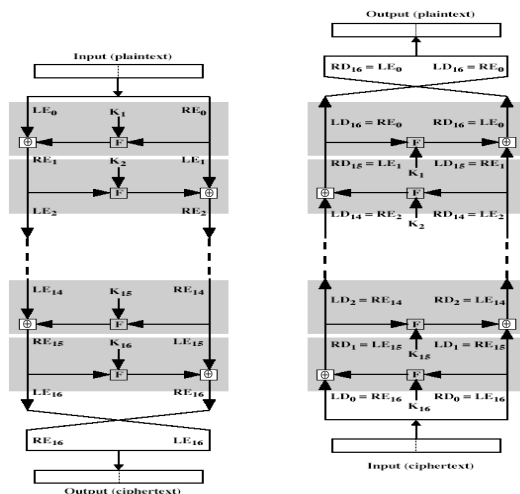 Input (plaintext)
LE0 K1 RE0
F
RE1 K2 LE1
F
LE2 RE2
LE14 K15 RE14
F
RE15 K16 LE15
F
LE16 RE16
RE16 LE16
Output (ciphertext)
Output (plaintext)
RD16 = LE0 LD16 = RE0
LD16 = RE0 RD16 = LE0
F
RD15 = LE1 LD15 = RE1
K1
F
LD14 = RE2 RD14 = LE2
K2
LD2 = RE14 RD2 = LE14
F
RD1 = LE15 LD1 = RE15
K15
F
LD0 = RE16 RD0 = LE16
K16
Input (ciphertext)